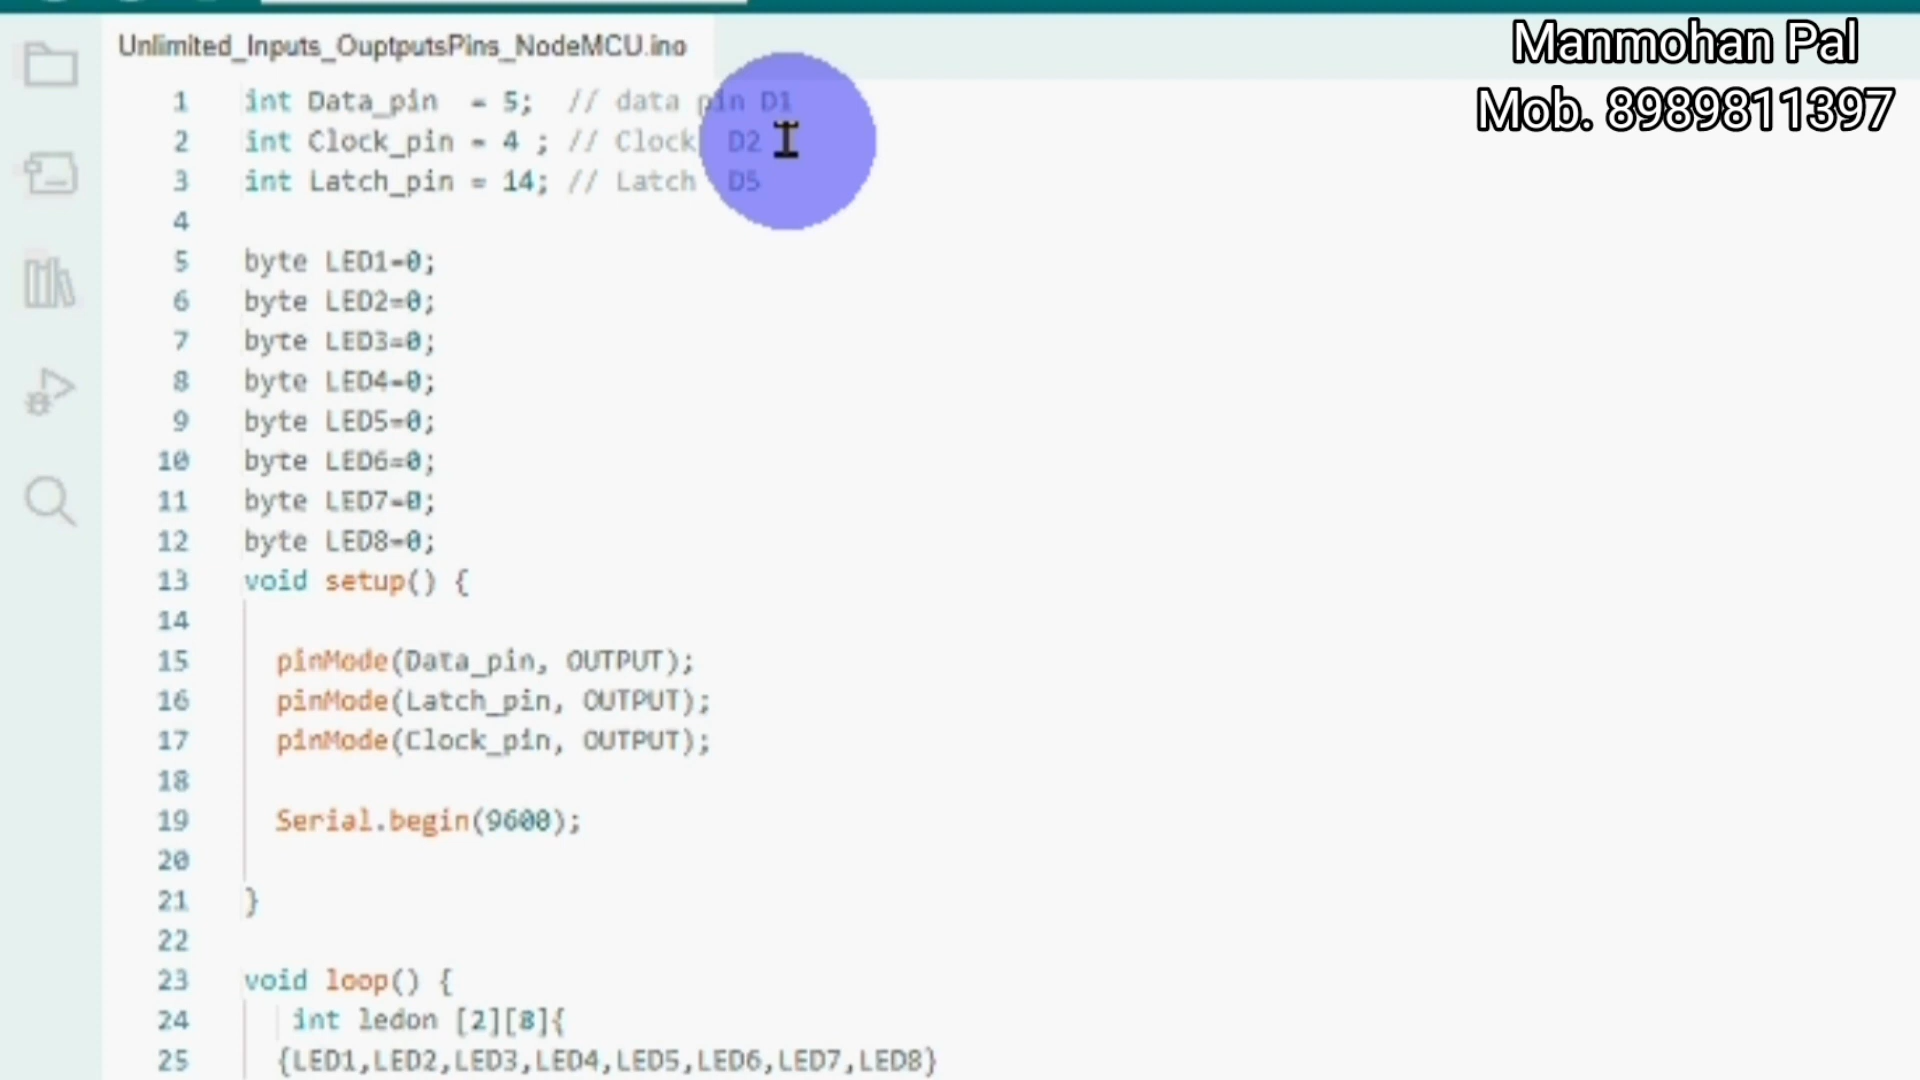 Unlimited_Inputs_OuptputsPins_NodeMCU.ino
Manmohan Pal
Mob. 8989811397
1 int Data_pin = 5; // data pin D1
2 int Clock_pin = 4 ; // Clock D2
3 int Latch_pin = 14; // Latch D5
4
5 byte LED1=0;
6 byte LED2=0;
7 byte LED3=0;
8 byte LED4=0;
9 byte LED5=0;
10 byte LED6=0;
11 byte LED7=0;
12 byte LED8=0;
13 void setup() {
14
15 pinMode(Data_pin, OUTPUT);
16 pinMode(Latch_pin, OUTPUT);
17 pinMode(Clock_pin, OUTPUT);
18
19 Serial.begin(9600);
20
21 }
22
23 void loop() {
24 int ledon [2][8]{
25 {LED1,LED2,LED3,LED4,LED5,LED6,LED7,LED8}